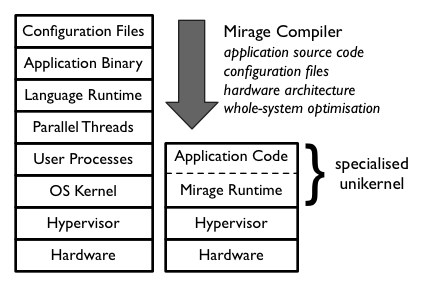 Configuration Files
Application Binary
Language Runtime
Parallel Threads
User Processes
OS Kernel
Hypervisor
Hardware
Mirage Compiler
application source code
configuration files
hardware architecture
whole-system optimisation
Application Code
Mirage Runtime
Hypervisor
Hardware
specialised
unikernel